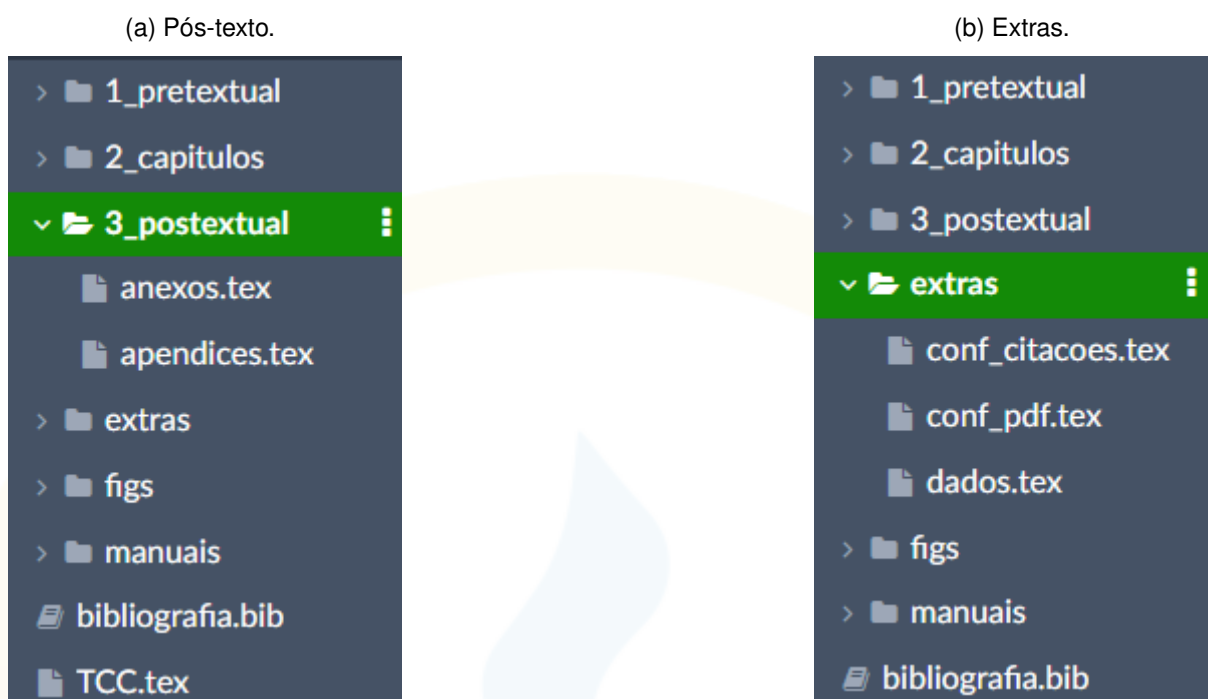 (a) Pós-texto.
1_pretextual
2_capitulos
3_postextual
anexos.tex
apendices.tex
extras
figs
manuais
bibliografia.bib
TCC.tex
(b) Extras.
1_pretextual
2_capitulos
3_postextual
extras
conf_citacoes.tex
conf_pdf.tex
dados.tex
figs
manuais
bibliografia.bib